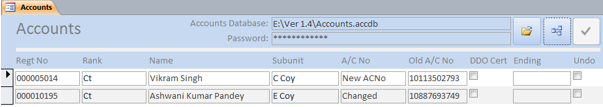 Accounts
Accounts Accounts Database: E:\Ver 1.4\Accounts.accdb
Password: ************
Regt No Rank Name Subunit A/C No Old A/C No DDO Cert Ending Undo
000005014 Ct Vikram Singh C Coy New ACNo 10113502793
000010195 Ct Ashwani Kumar Pandey E Coy Changed 10887693749